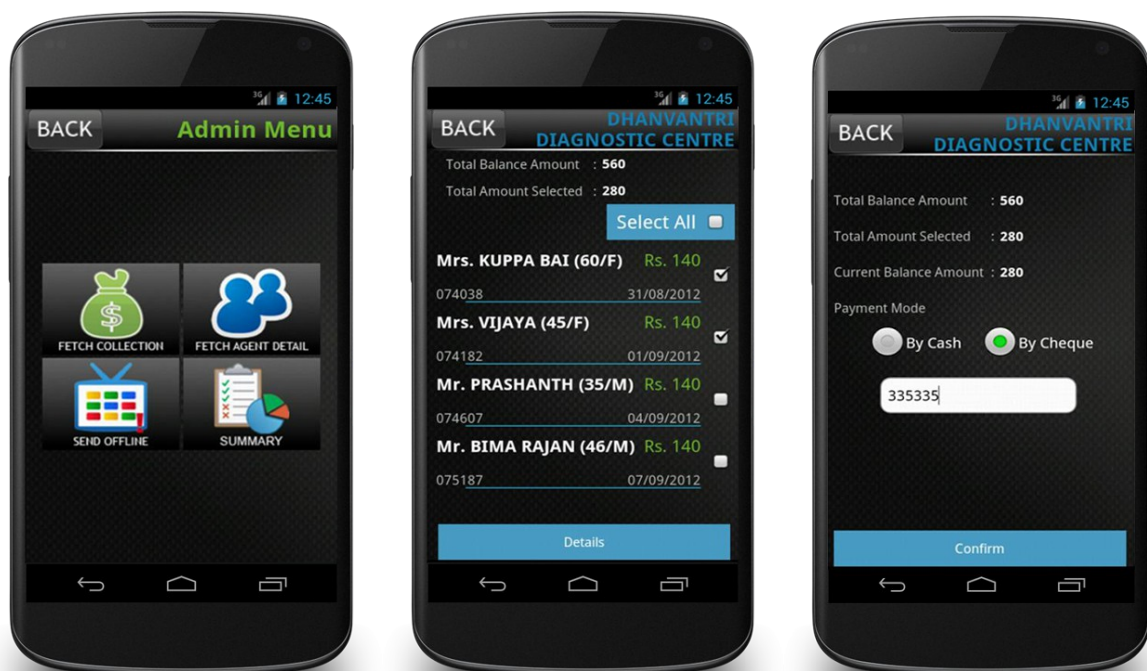 3G 12:45
BACK Admin Menu
FETCH COLLECTION FETCH AGENT DETAIL
SEND OFFLINE SUMMARY
3G 12:45
BACK DHANVANTRI
DIAGNOSTIC CENTRE
Total Balance Amount : 560
Total Amount Selected : 280
Select All
Mrs. KUPPA BAI (60/F) Rs. 140
074038 31/08/2012
Mrs. VIJAYA (45/F) Rs. 140
074182 01/09/2012
Mr. PRASHANTH (35/M) Rs. 140
074607 04/09/2012
Mr. BIMA RAJAN (46/M) Rs. 140
075187 07/09/2012
Details
3G 12:45
BACK DHANVANTRI
DIAGNOSTIC CENTRE
Total Balance Amount : 560
Total Amount Selected : 280
Current Balance Amount : 280
Payment Mode
By Cash By Cheque
335335
Confirm